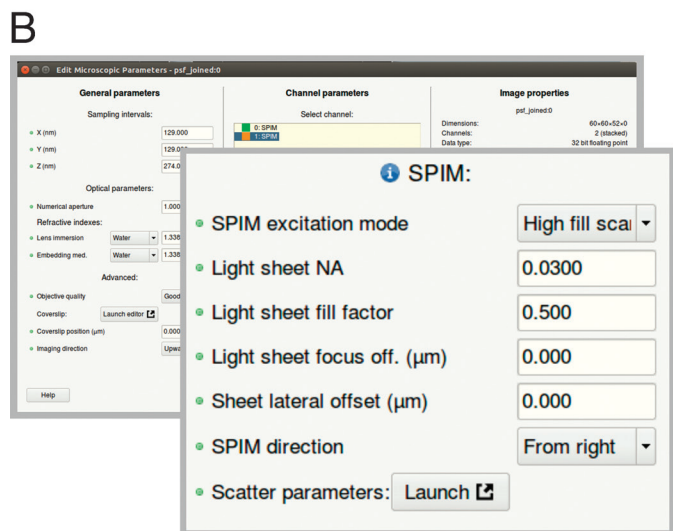 B
Edit Microscopic Parameters - psf_joined:0
General parameters
Sampling intervals:
X (nm) 129.000
Y (nm) 129.0
Z (nm) 274.0
Optical parameters:
Numerical aperture 1.000
Refractive indexes:
Lens immersion Water 1.338
Embedding med. Water 1.338
Advanced:
Objective quality Good
Coverslip: Launch editor
Coverslip position (μm) 0.000
Imaging direction Upwa
Help
Channel parameters
Select channel:
0: SPIM
1: SPIM
Image properties
psf_joined:0
Dimensions: 60×60×52×0
Channels: 2 (stacked)
Data type: 32 bit floating point
SPIM:
SPIM excitation mode High fill scar
Light sheet NA 0.0300
Light sheet fill factor 0.500
Light sheet focus off. (μm) 0.000
Sheet lateral offset (μm) 0.000
SPIM direction From right
Scatter parameters: Launch